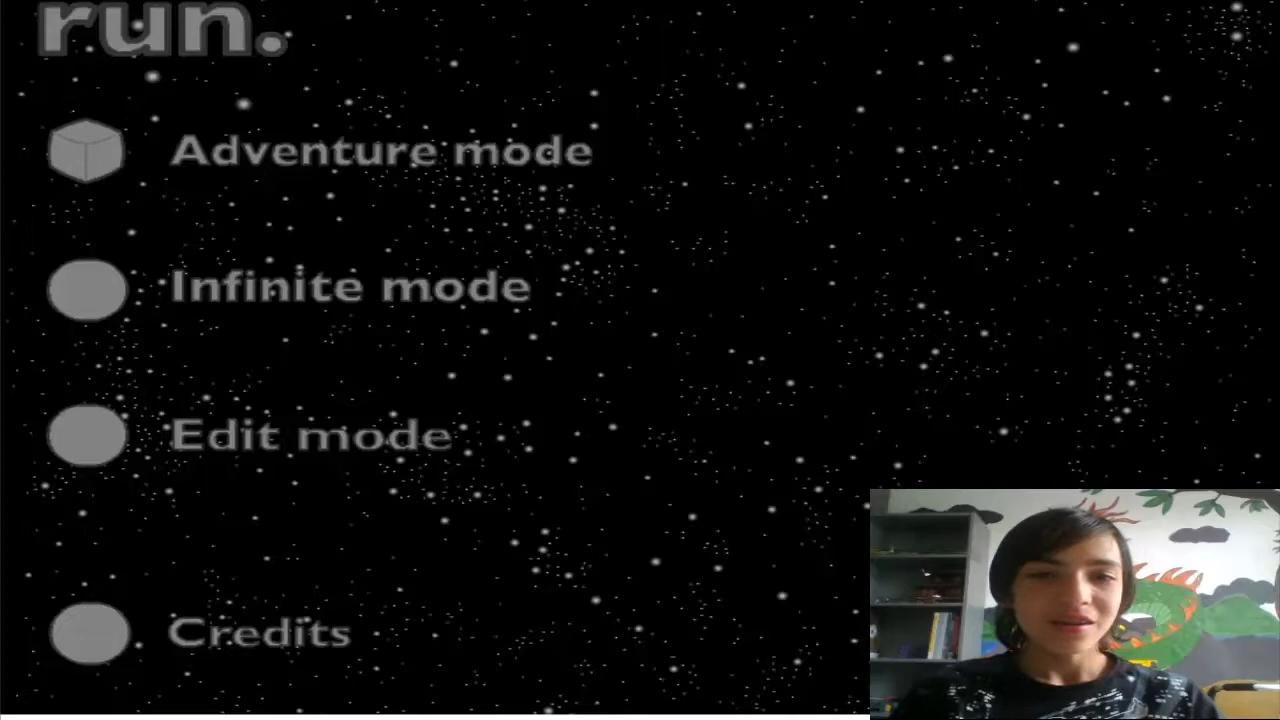 run.
Adventure mode
Infinite mode
Edit mode
Credits